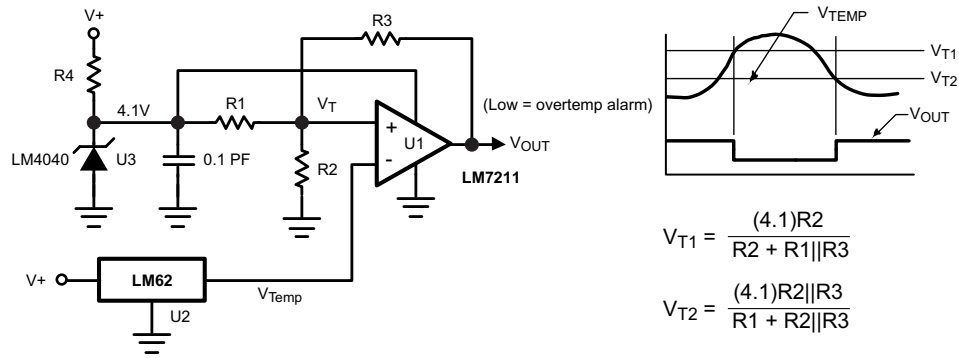 V+
R3
VTEMP
R4
VT1
R1
VT
4.1V
VT2
U1
(Low = overtemp alarm)
VOUT
+
-
VOUT
LM4040
U3
0.1 PF
R2
LM7211
VT1 = (4.1)R2 / R2 + R1||R3
V+
LM62
VTemp
U2
VT2 = (4.1)R2||R3 / R1 + R2||R3